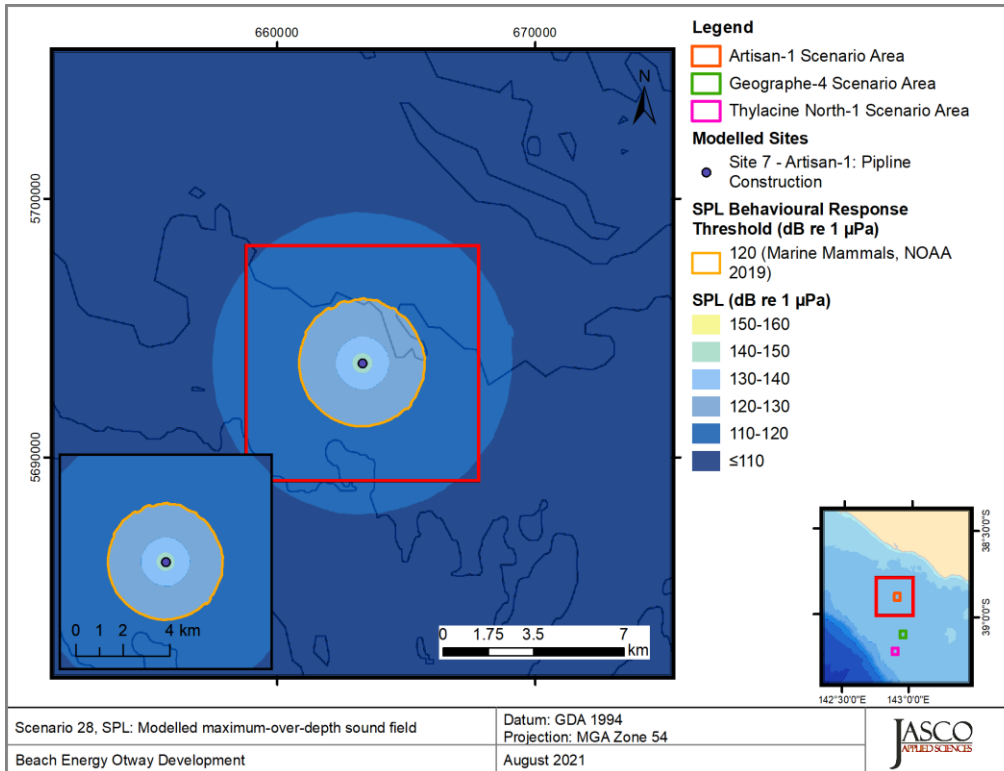 660000
670000
5700000
5690000
N
0 1 2 4 km
0 1.75 3.5 7
km
Legend
Artisan-1 Scenario Area
Geographe-4 Scenario Area
Thylacine North-1 Scenario Area
Modelled Sites
Site 7 - Artisan-1: Pipline
Construction
SPL Behavioural Response
Threshold (dB re 1 µPa)
120 (Marine Mammals, NOAA
2019)
SPL (dB re 1 µPa)
150-160
140-150
130-140
120-130
110-120
≤110
38°30'0"S
39°0'0"S
142°30'0"E
143°0'0"E
Scenario 28, SPL: Modelled maximum-over-depth sound field
Datum: GDA 1994
Projection: MGA Zone 54
Beach Energy Otway Development
August 2021
JASCO
APPLIED SCIENCES